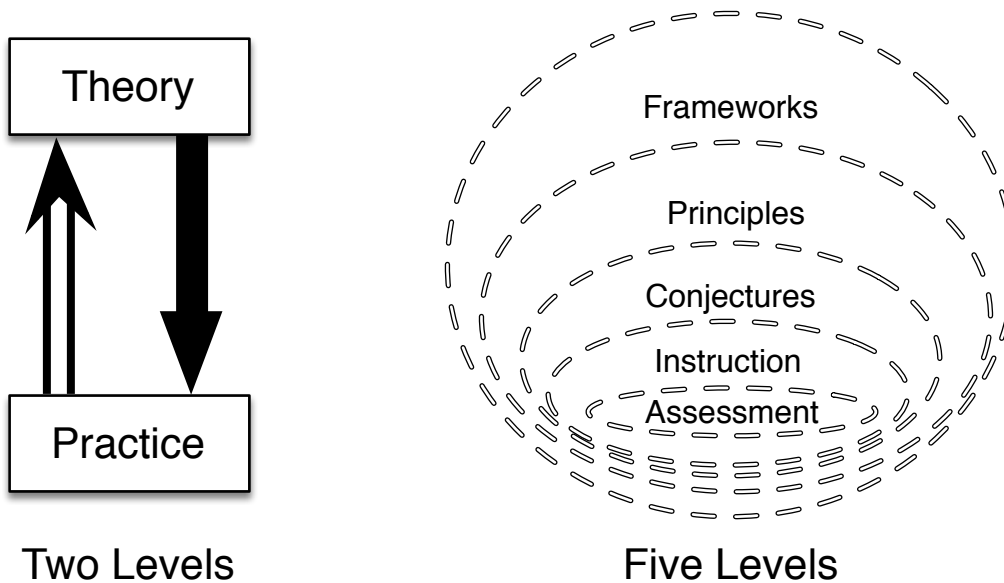 Theory
Practice
Two Levels
Frameworks
Principles
Conjectures
Instruction
Assessment
Five Levels